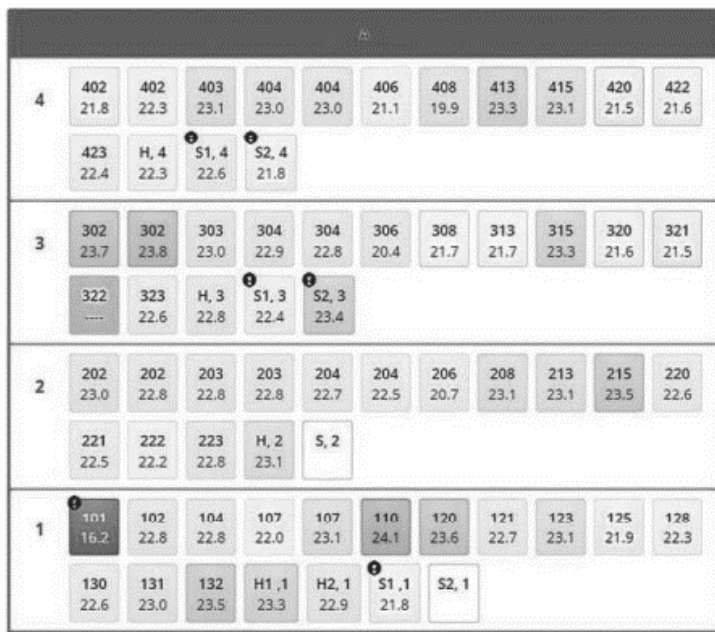 4
402 402 403 404 404 406 408 413 415 420 422
21.8 22.3 23.1 23.0 23.0 21.1 19.9 23.3 23.1 21.5 21.6
423 H, 4 S1, 4 S2, 4
22.4 22.3 22.6 21.8
3
302 302 303 304 304 306 308 313 315 320 321
23.7 23.8 23.0 22.9 22.8 20.4 21.7 21.7 23.3 21.6 21.5
322 323 H, 3 S1, 3 S2, 3
---- 22.6 22.8 22.4 23.4
2
202 202 203 203 204 204 206 208 213 215 220
23.0 22.8 22.8 22.8 22.7 22.5 20.7 23.1 23.1 23.5 22.6
221 222 223 H, 2 S, 2
22.5 22.2 22.8 23.1
1
101 102 104 107 107 110 120 121 123 125 128
16.2 22.8 22.8 22.0 23.1 24.1 23.6 22.7 23.1 21.9 22.3
130 131 132 H1 ,1 H2, 1 S1 ,1 S2, 1
22.6 23.0 23.5 23.3 22.9 21.8